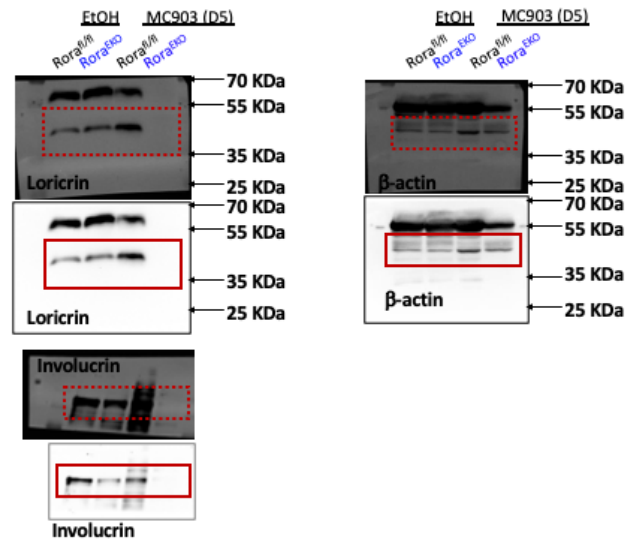 EtOH MC903 (D5)
Rora^fl/fl Rora^EKO Rora^fl/fl Rora^EKO
70 KDa
55 KDa
35 KDa
25 KDa
Loricrin
70 KDa
55 KDa
35 KDa
25 KDa
Loricrin
Involucrin
Involucrin
EtOH MC903 (D5)
Rora^fl/fl Rora^EKO Rora^fl/fl Rora^EKO
70 KDa
55 KDa
35 KDa
25 KDa
β-actin
70 KDa
55 KDa
35 KDa
25 KDa
β-actin